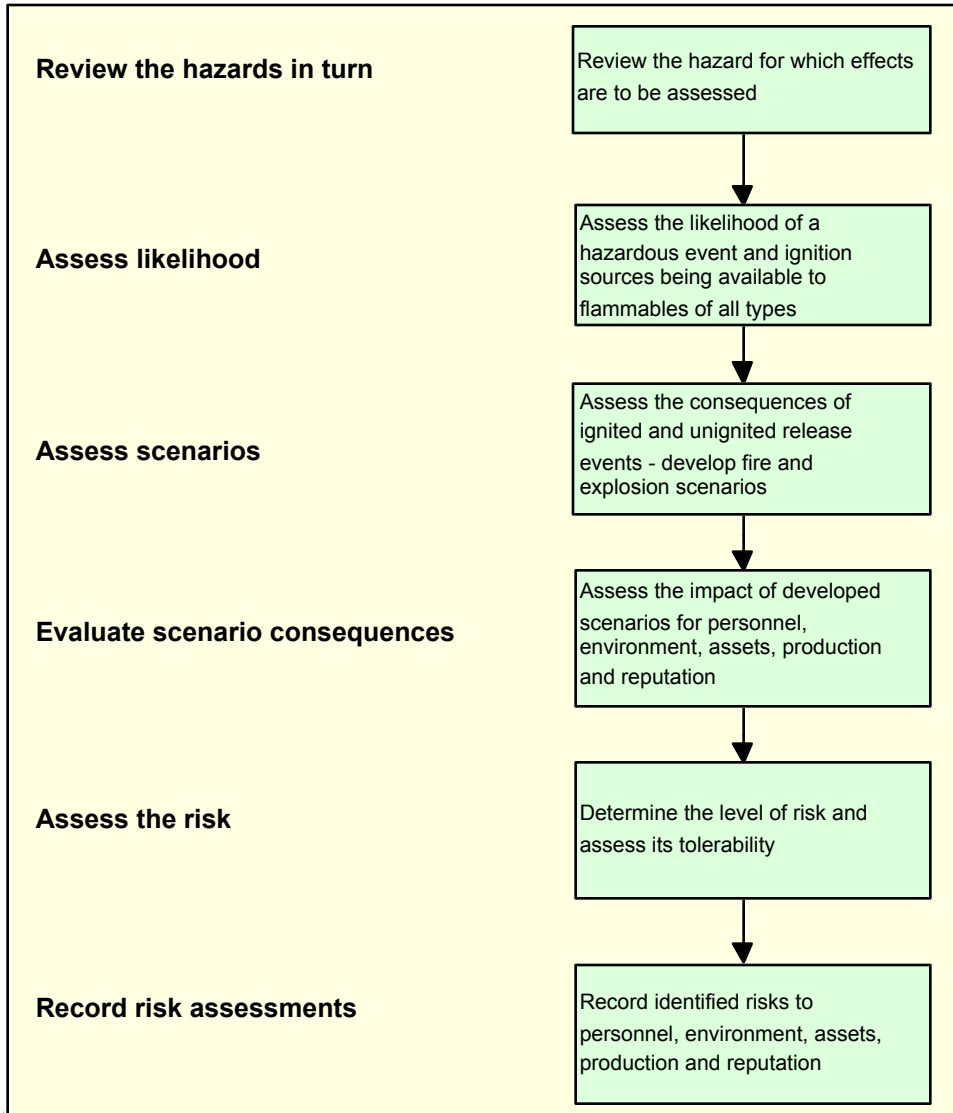 Review the hazards in turn
Review the hazard for which effects
are to be assessed
Assess likelihood
Assess the likelihood of a
hazardous event and ignition
sources being available to
flammables of all types
Assess scenarios
Assess the consequences of
ignited and unignited release
events - develop fire and
explosion scenarios
Evaluate scenario consequences
Assess the impact of developed
scenarios for personnel,
environment, assets, production
and reputation
Assess the risk
Determine the level of risk and
assess its tolerability
Record risk assessments
Record identified risks to
personnel, environment, assets,
production and reputation